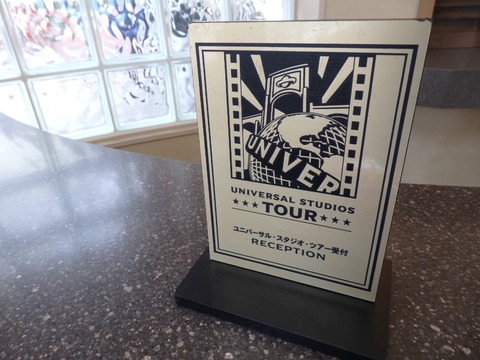 UNIVER
UNIVERSAL STUDIOS
★★★ TOUR ★★★
ユニバーサル・スタジオ・ツアー受付
RECEPTION